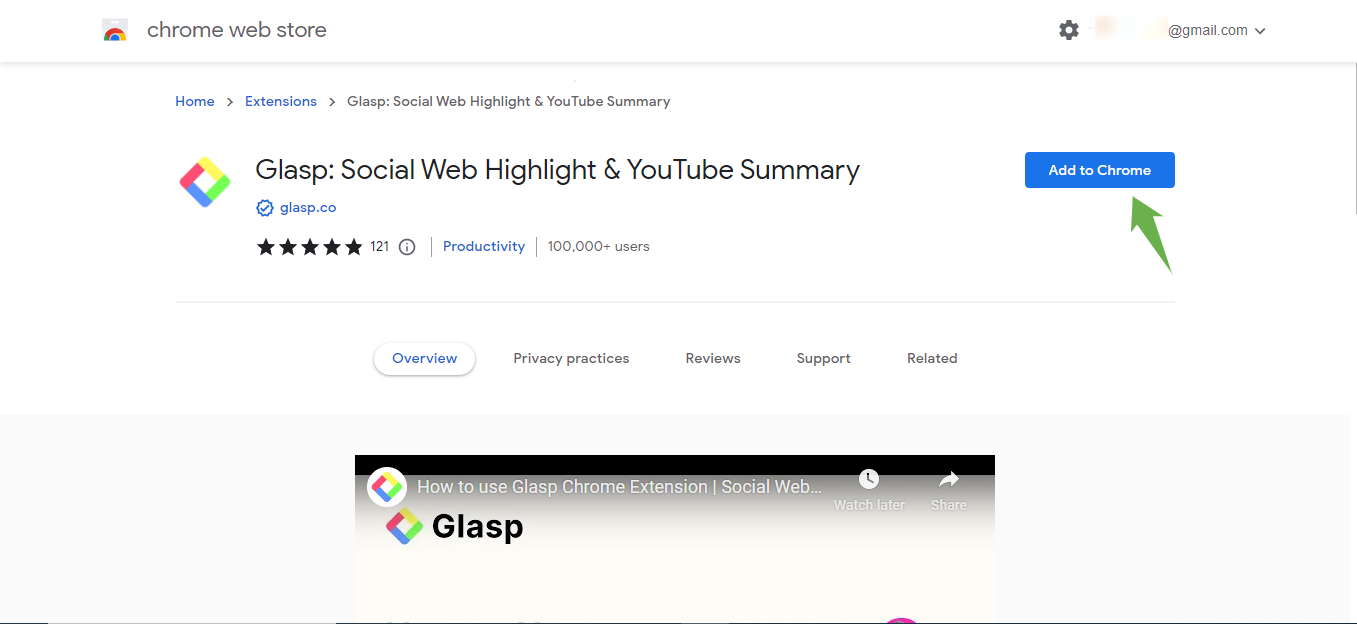 chrome web store
@gmail.com
Home > Extensions > Glasp: Social Web Highlight & YouTube Summary
Glasp: Social Web Highlight & YouTube Summary
Add to Chrome
glasp.co
121 Productivity 100,000+ users
Overview Privacy practices Reviews Support Related
How to use Glasp Chrome Extension | Social Web...
Watch later Share
Glasp